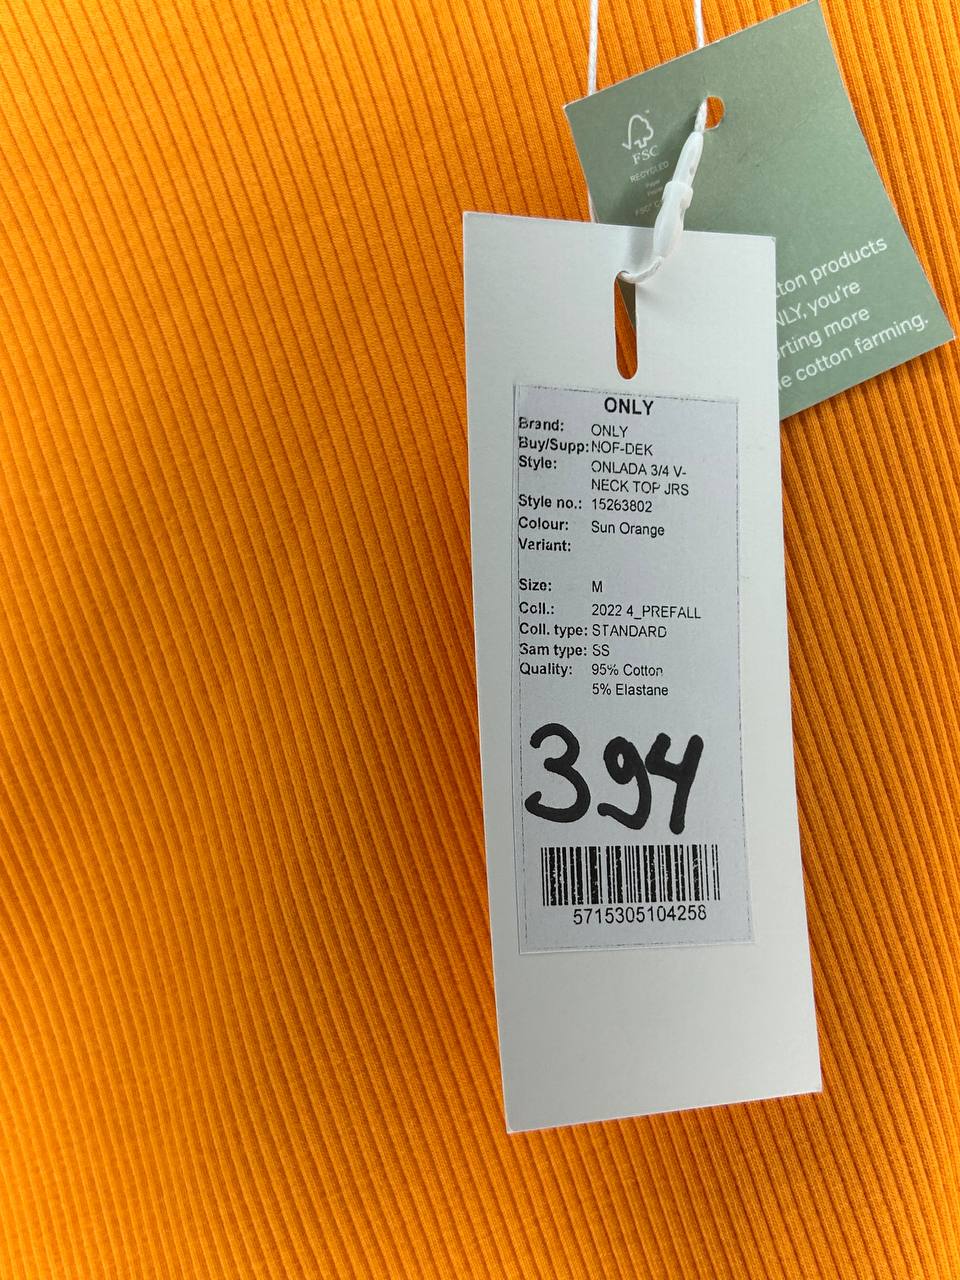 FSC
RECYCLED
Paper
FSC® C
tton products
NLY, you're
rting more
e cotton farming.
ONLY
Brand: ONLY
Buy/Supp: NOF-DEK
Style: ONLADA 3/4 V-
NECK TOP JRS
Style no.: 15263802
Colour: Sun Orange
Variant:
Size: M
Coll.: 2022 4_PREFALL
Coll. type: STANDARD
Sam type: SS
Quality: 95% Cotton
5% Elastane
394
5715305104258